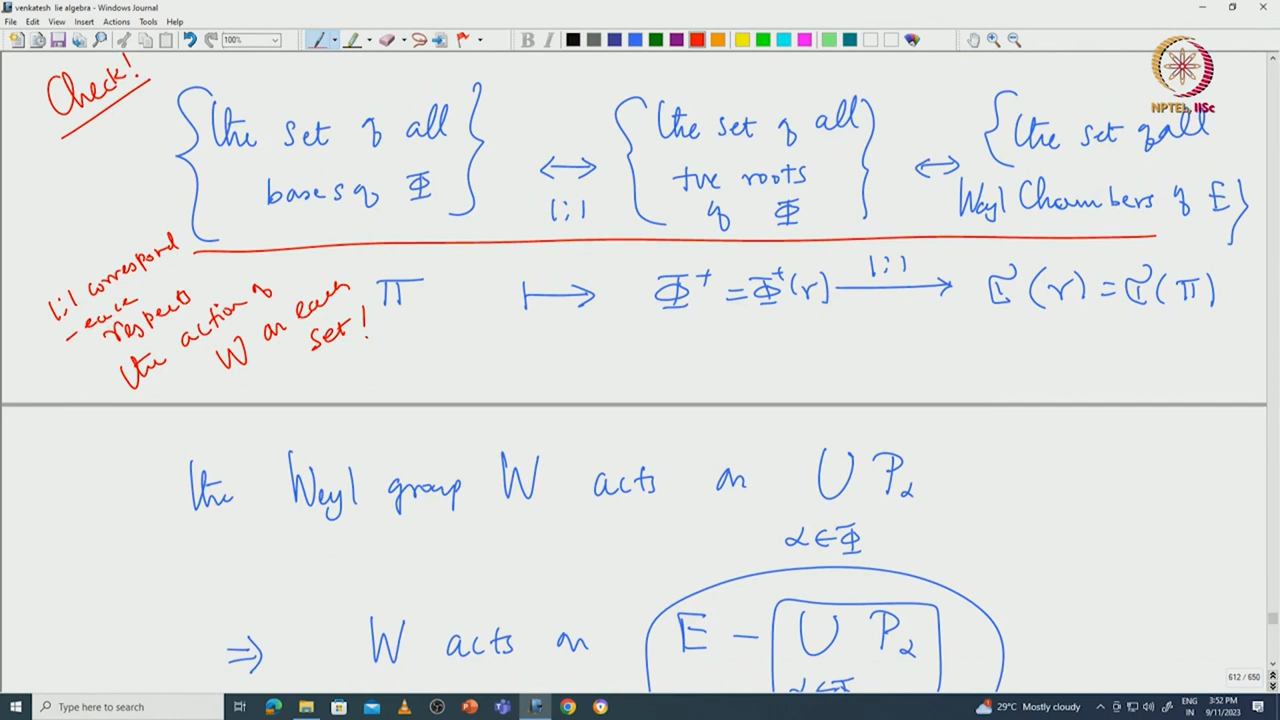 venkatesh lie algebra - Windows Journal
File Edit View Insert Actions Tools Help
100%
B I
NPTEL IISc
Check!
{the set of all bases of Φ} ⟷ 1:1 {the set of all +ve roots of Φ} ⟷ {the set of all Weyl Chambers of E}
1:1 correspond
-ence
respects
the action of
W on each
set!
Π ⟼ Φ⁺ = Φ⁺(γ) 1:1 ⟶ 𝒞(γ) = 𝒞(Π)
the Weyl group W acts on ∪ P_α
α∈Φ
⇒ W acts on E − ∪ P_α
α∈Φ
612 / 650
Type here to search
29°C Mostly cloudy
ENG
IN
3:52 PM
9/11/2023